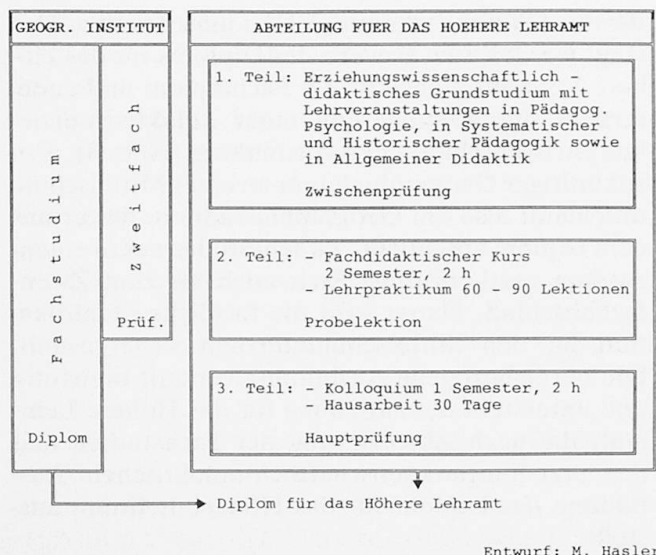 GEOGR. INSTITUT
Fachstudium
Diplom
Zweitfach
Prüf.
ABTEILUNG FUER DAS HOEHERE LEHRAMT
1. Teil: Erziehungswissenschaftlich -
didaktisches Grundstudium mit
Lehrveranstaltungen in Pädagog.
Psychologie, in Systematischer
und Historischer Pädagogik sowie
in Allgemeiner Didaktik
Zwischenprüfung
2. Teil: - Fachdidaktischer Kurs
2 Semester, 2 h
- Lehrpraktikum 60 - 90 Lektionen
Probelektion
3. Teil: - Kolloquium 1 Semester, 2 h
- Hausarbeit 30 Tage
Hauptprüfung
Diplom für das Höhere Lehramt
Entwurf: M. Hasler